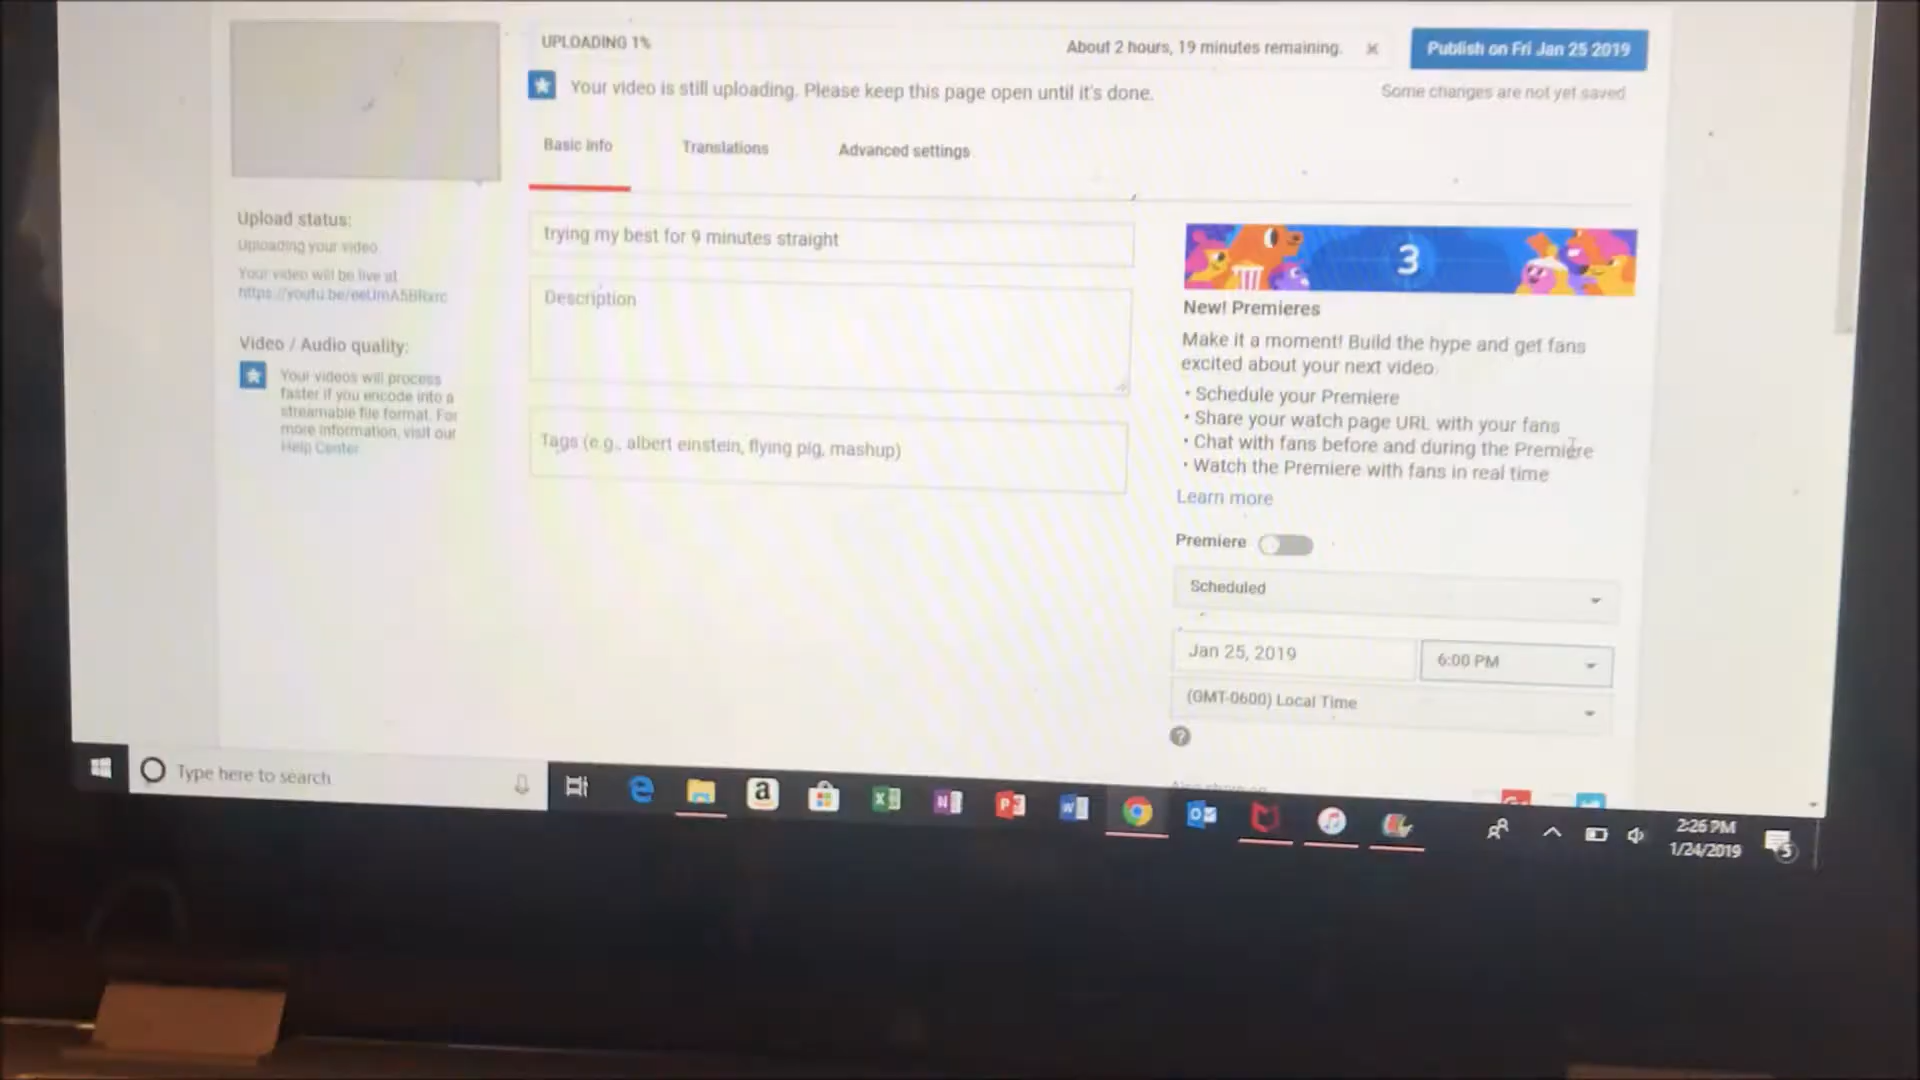 UPLOADING 1%
About 2 hours, 19 minutes remaining.
Publish on Fri Jan 25 2019
Your video is still uploading. Please keep this page open until it's done.
Some changes are not yet saved
Basic info
Translations
Advanced settings
Upload status:
Uploading your video.
Your video will be live at
Video / Audio quality:
Your videos will process
faster if you encode into a
streamable file format. For
more information, visit our
Help Center.
trying my best for 9 minutes straight
Description
Tags (e.g., albert einstein, flying pig, mashup)
3
New! Premieres
Make it a moment! Build the hype and get fans
excited about your next video
• Schedule your Premiere
• Share your watch page URL with your fans
• Chat with fans before and during the Premiere
• Watch the Premiere with fans in real time
Learn more
Premiere
Scheduled
Jan 25, 2019
6:00 PM
(GMT-0600) Local Time
?
Type here to search
2:26 PM
1/24/2019
5